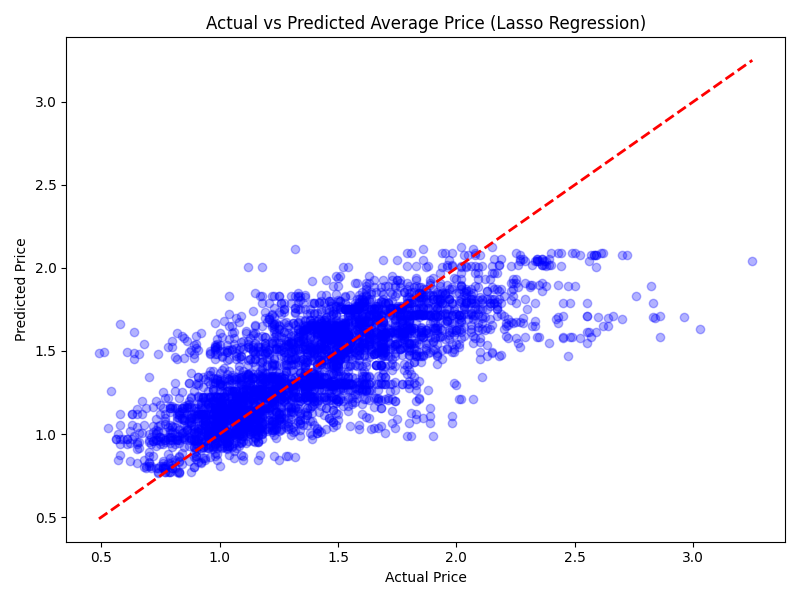 Actual vs Predicted Average Price (Lasso Regression)
Predicted Price
3.0
2.5
2.0
1.5
1.0
0.5
0.5 1.0 1.5 2.0 2.5 3.0
Actual Price